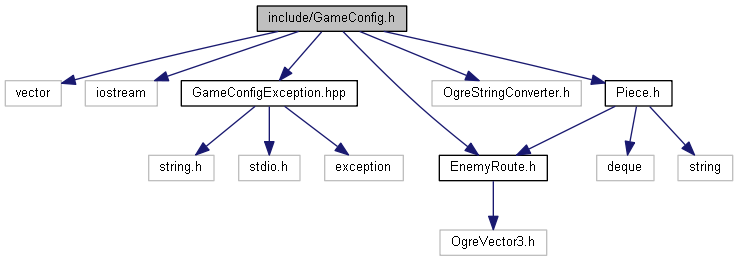 include/GameConfig.h
vector
iostream
GameConfigException.hpp
OgreStringConverter.h
Piece.h
string.h
stdio.h
exception
EnemyRoute.h
deque
string
OgreVector3.h